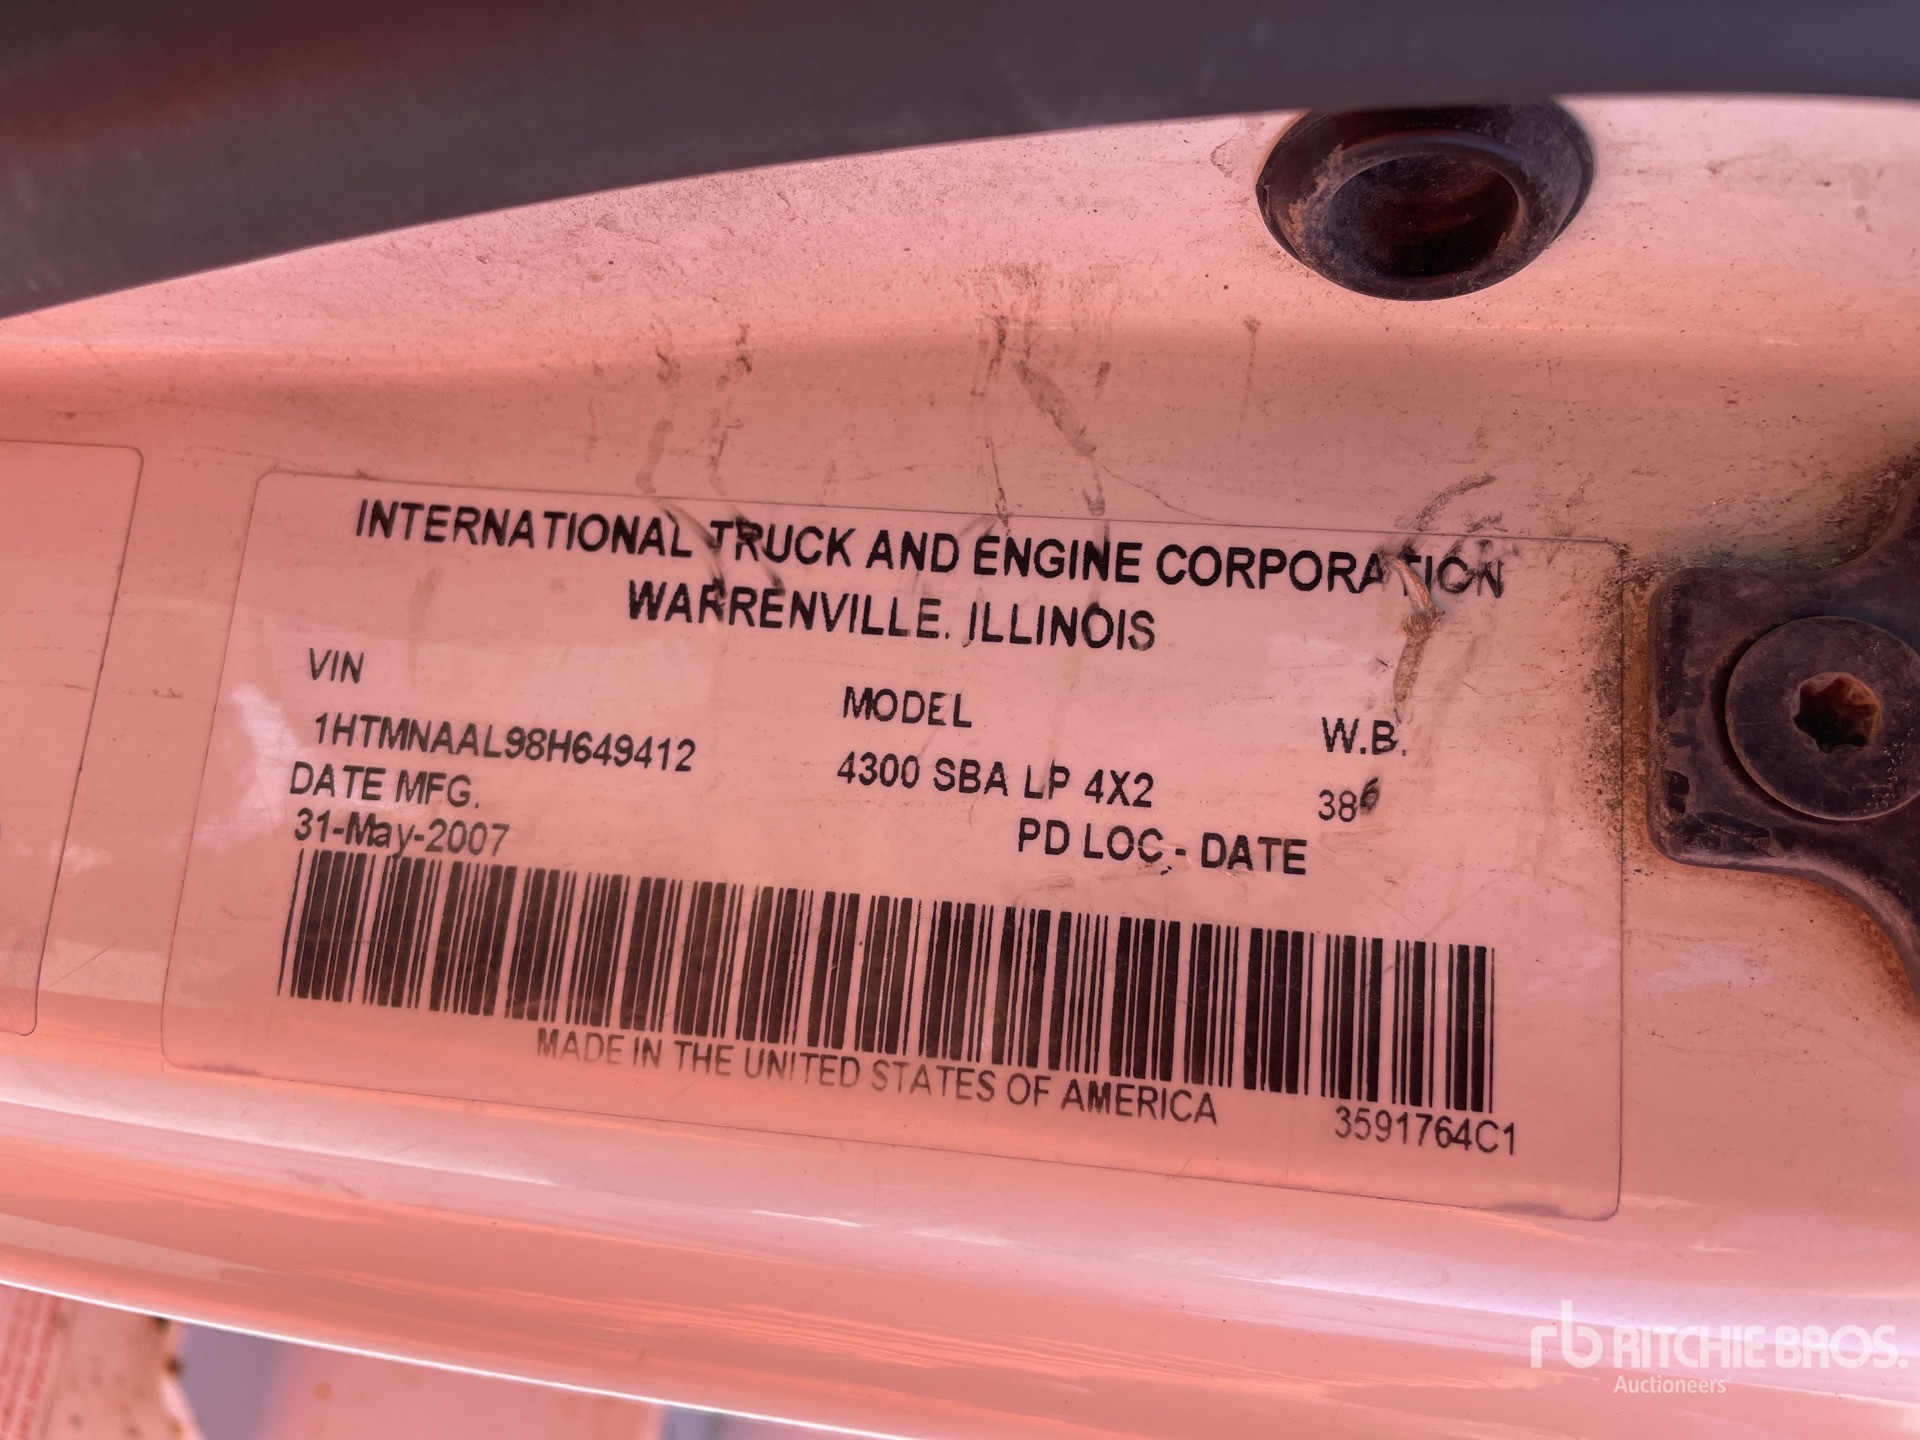 INTERNATIONAL TRUCK AND ENGINE CORPORATION
WARRENVILLE, ILLINOIS
VIN MODEL W.B.
1HTMNAAL98H649412 4300 SBA LP 4X2 386
DATE MFG. PD LOC - DATE
31-May-2007
MADE IN THE UNITED STATES OF AMERICA
3591764C1
rb RITCHIE BROS.
Auctioneers